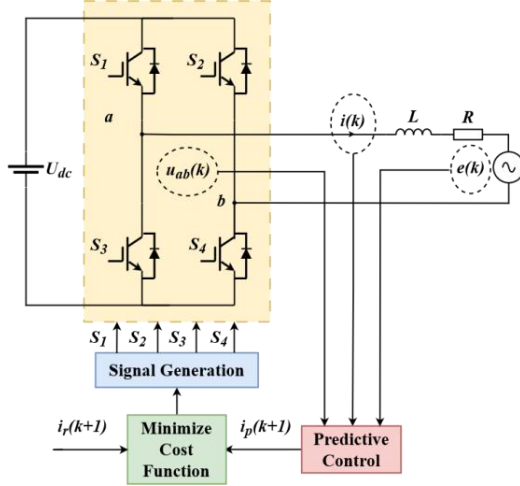 S1
S2
a
i(k)
L
R
Udc
uab(k)
e(k)
b
S3
S4
S1 S2 S3 S4
Signal Generation
ir(k+1)
Minimize
Cost
Function
ip(k+1)
Predictive
Control